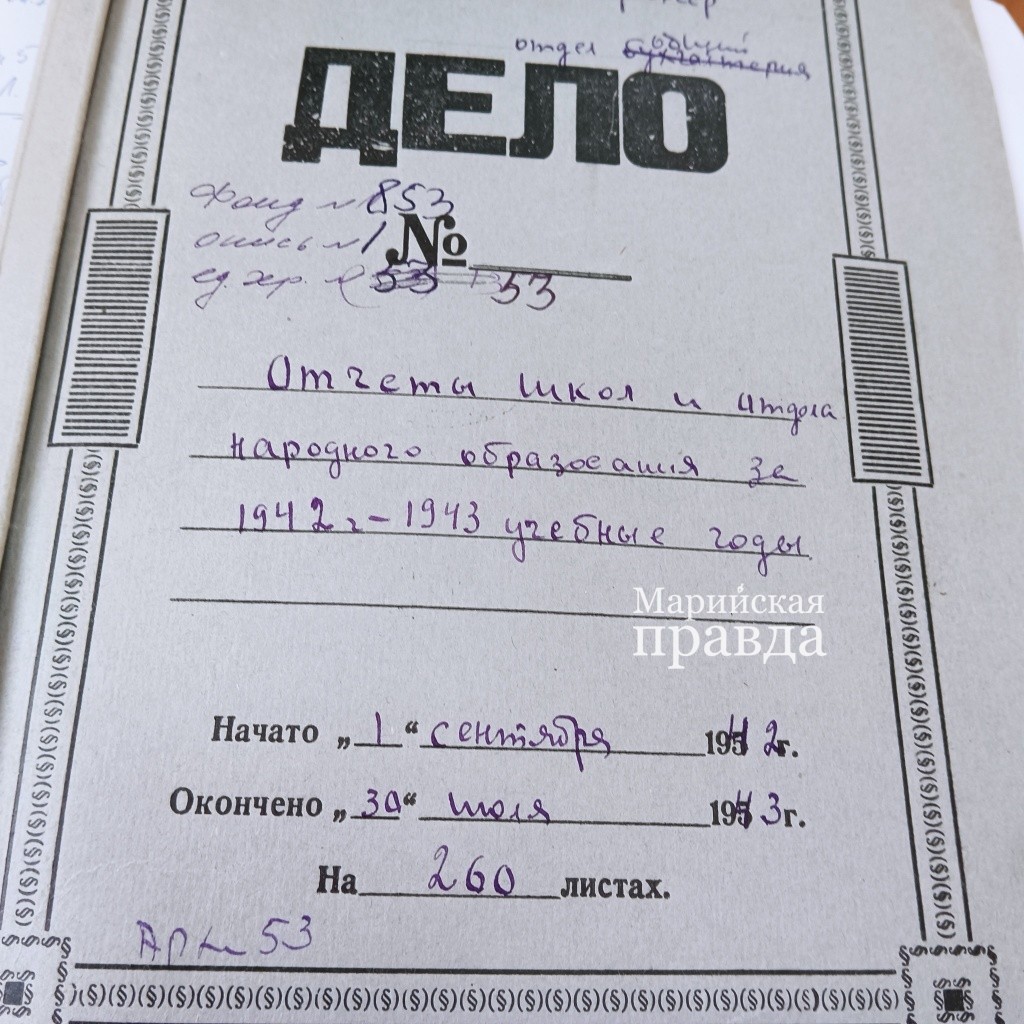 отдел общий бухгалтерия
ДЕЛО
Фонд № 853
опись № 1 №
ед. хр. 53 53
Отчеты школ и отдела
народного образования за
1942 г - 1943 учебные годы
Марийская
правда
Начато „1“ сентября 1942г.
Окончено „30“ июля 1943г.
На 260 листах.
Арх № 53